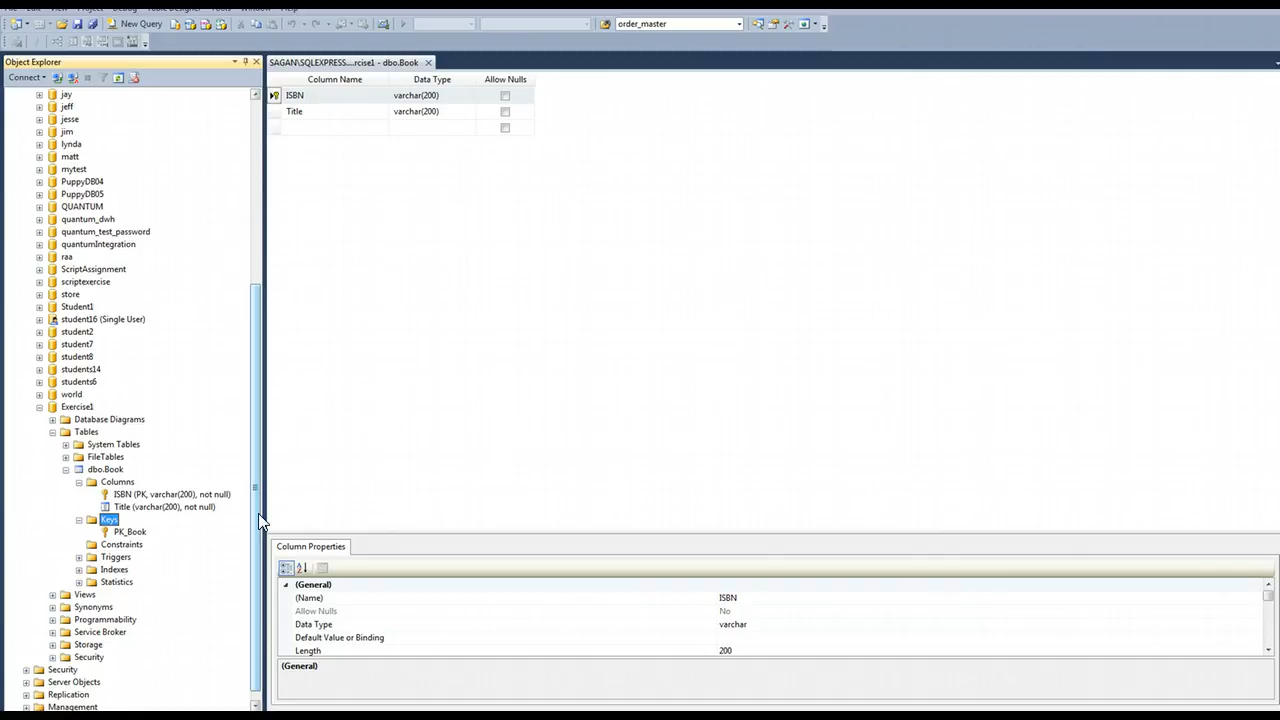 New Query
order_master
Object Explorer
Connect
jay
jeff
jesse
jim
lynda
matt
mytest
PuppyDB04
PuppyDB05
QUANTUM
quantum_dwh
quantum_test_password
quantumIntegration
raa
ScriptAssignment
scriptexercise
store
Student1
student16 (Single User)
student2
student7
student8
students14
students6
world
Exercise1
Database Diagrams
Tables
System Tables
FileTables
dbo.Book
Columns
ISBN (PK, varchar(200), not null)
Title (varchar(200), not null)
Keys
PK_Book
Constraints
Triggers
Indexes
Statistics
Views
Synonyms
Programmability
Service Broker
Storage
Security
Security
Server Objects
Replication
Management
SAGAN\SQLEXPRESS....rcise1 - dbo.Book
Column Name Data Type Allow Nulls
ISBN varchar(200)
Title varchar(200)
Column Properties
(General)
(Name) ISBN
Allow Nulls No
Data Type varchar
Default Value or Binding
Length 200
(General)